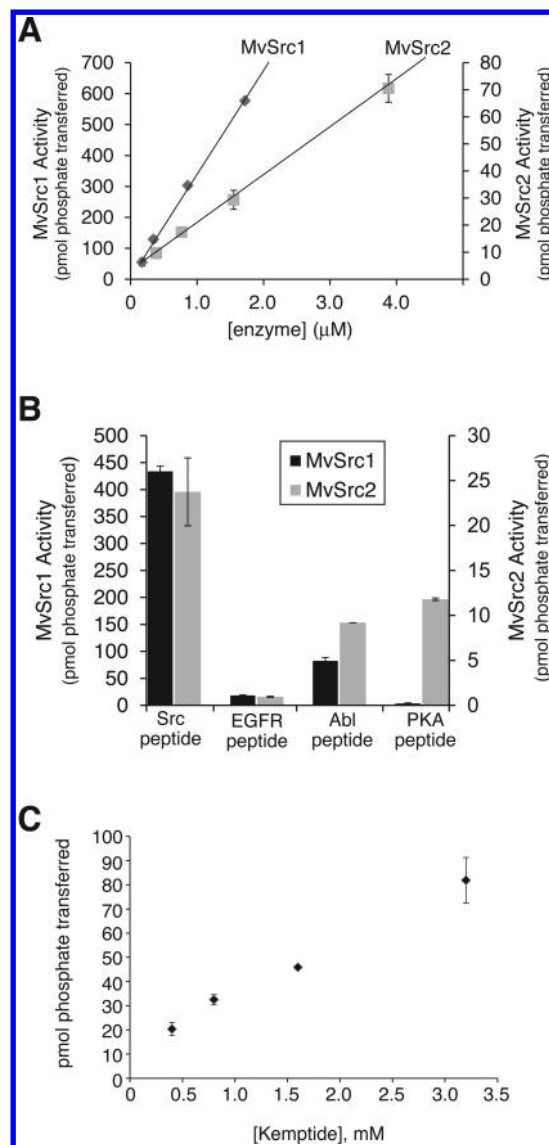 A
MvSrc1
MvSrc2
700
600
500
400
300
200
100
0
MvSrc1 Activity
(pmol phosphate transferred)
80
70
60
50
40
30
20
10
0
MvSrc2 Activity
(pmol phosphate transferred)
0 1.0 2.0 3.0 4.0
[enzyme] (μM)
B
500
450
400
350
300
250
200
150
100
50
0
MvSrc1 Activity
(pmol phosphate transferred)
MvSrc1
MvSrc2
30
25
20
15
10
5
0
MvSrc2 Activity
(pmol phosphate transferred)
Src peptide
EGFR peptide
Abl peptide
PKA peptide
C
100
90
80
70
60
50
40
30
20
10
0
pmol phosphate transferred
0.0 0.5 1.0 1.5 2.0 2.5 3.0 3.5
[Kemptide], mM